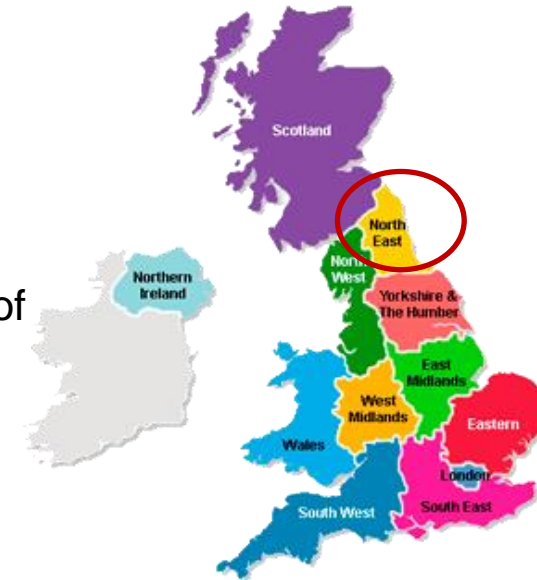 Scotland
North
East
North
West
Northern
Ireland
of
Yorkshire &
The Humber
East
Midlands
West
Midlands
Wales
Eastern
London
South East
South West